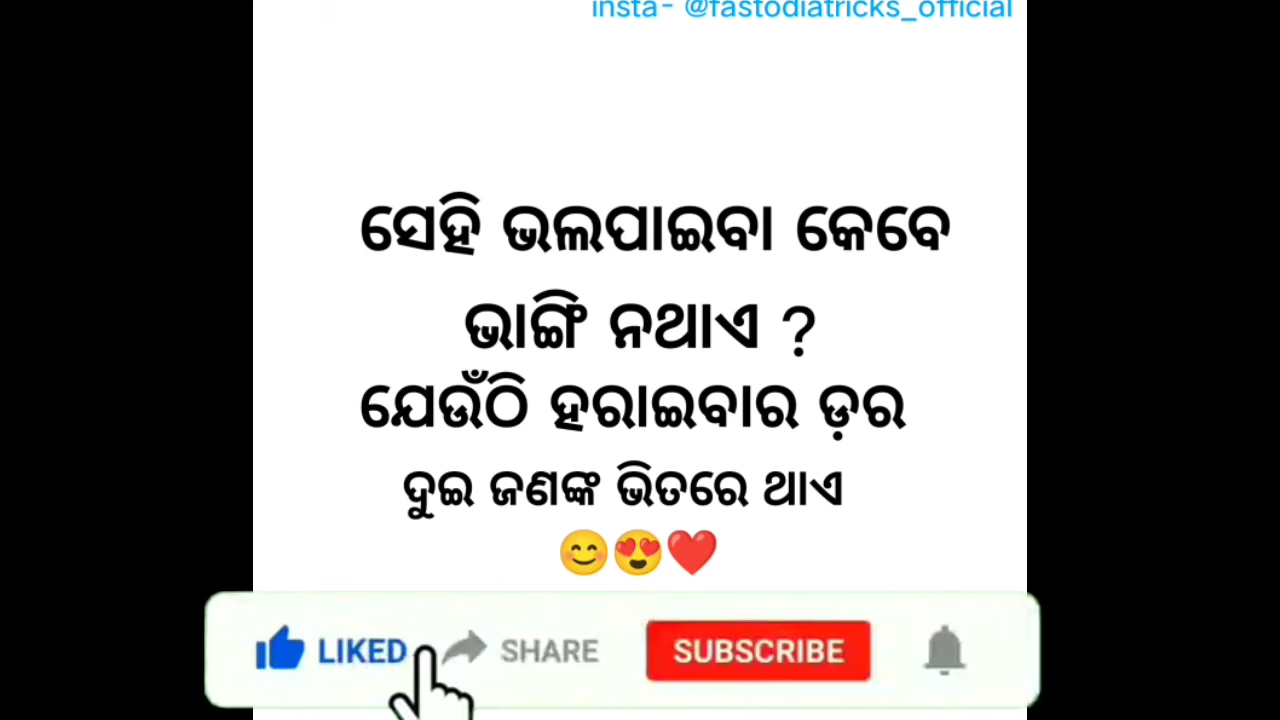 insta- @fastodiatricks_official
ସେହି ଭଲପାଇବା କେବେ
ଭାଙ୍ଗି ନଥାଏ ?
ଯେଉଁଠି ହରାଇବାର ଡ଼ର
ଦୁଇ ଜଣଙ୍କ ଭିତରେ ଥାଏ
😊😍❤️
LIKED SHARE SUBSCRIBE